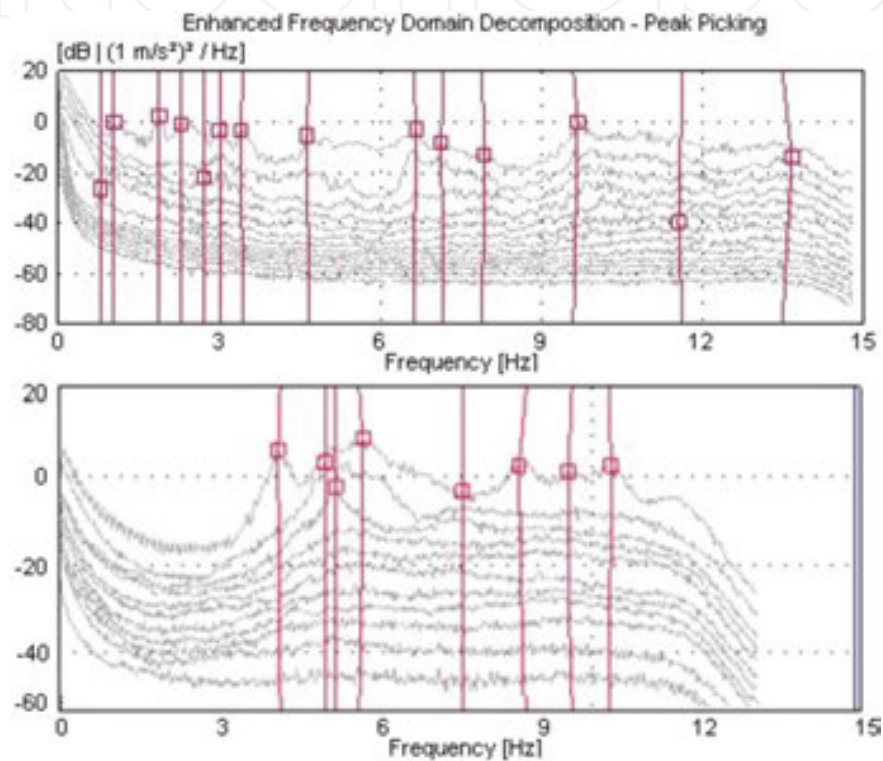 Enhanced Frequency Domain Decomposition - Peak Picking
[dB | (1 m/s²)² / Hz]
20
0
-20
-40
-60
-80
0 3 6 9 12 15
Frequency [Hz]
20
0
-20
-40
-60
0 3 6 9 12 15
Frequency [Hz]